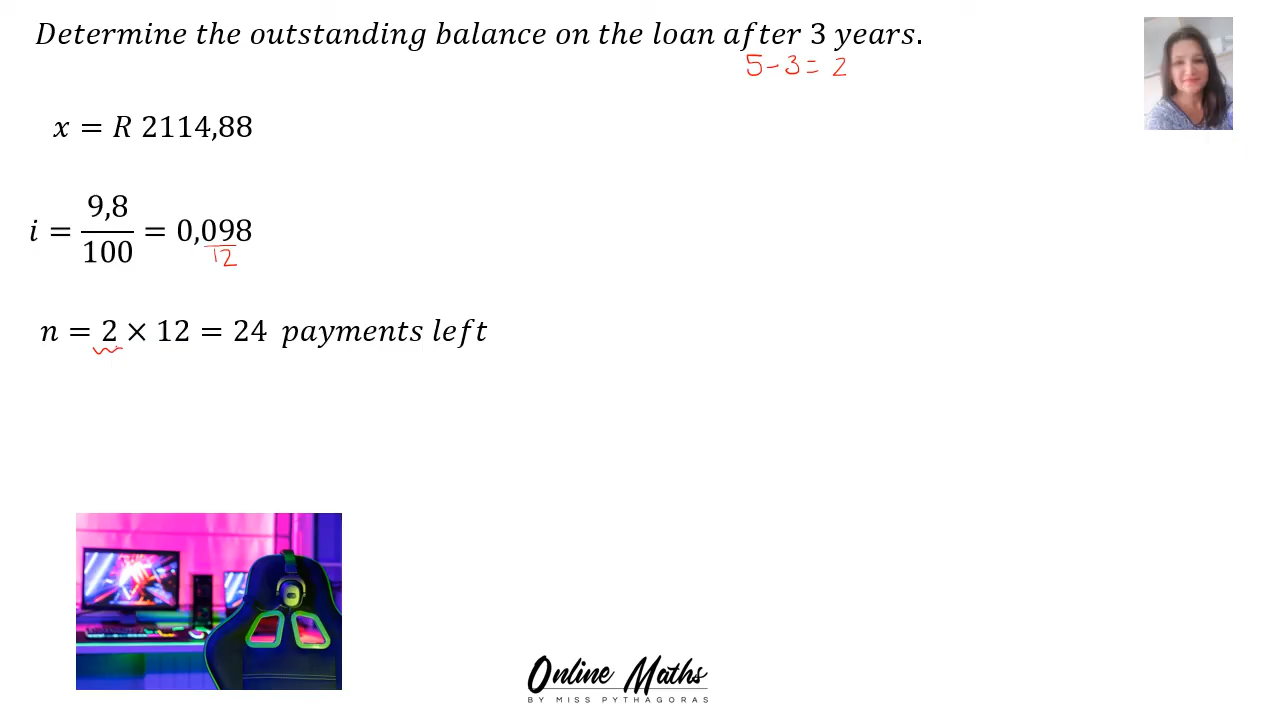 Determine the outstanding balance on the loan after 3 years.
5-3=2
x = R 2114,88
i = 9,8/100 = 0,098
12
n = 2 × 12 = 24 payments left
Online Maths
BY MISS PYTHAGORAS